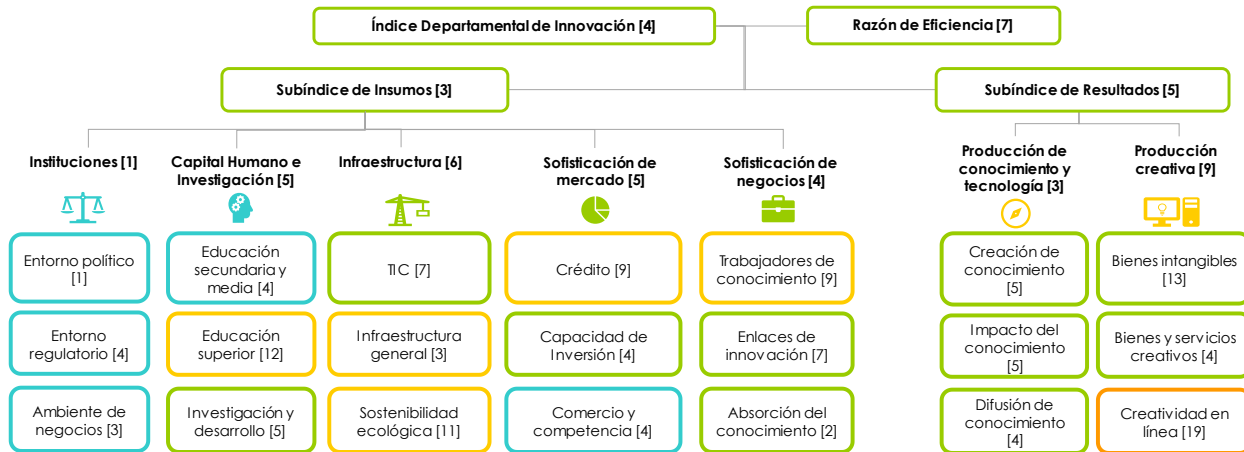 Índice Departamental de Innovación [4]
Razón de Eficiencia [7]
Subíndice de Insumos [3]
Subíndice de Resultados [5]
Instituciones [1]
Capital Humano e
Investigación [5]
Infraestructura [6]
Sofisticación de
mercado [5]
Sofisticación de
negocios [4]
Producción de
conocimiento y
tecnología [3]
Producción
creativa [9]
Entorno político
[1]
Educación
secundaria y
media [4]
TIC [7]
Crédito [9]
Trabajadores de
conocimiento [9]
Creación de
conocimiento
[5]
Bienes intangibles
[13]
Entorno
regulatorio [4]
Educación
superior [12]
Infraestructura
general [3]
Capacidad de
Inversión [4]
Enlaces de
innovación [7]
Impacto del
conocimiento
[5]
Bienes y servicios
creativos [4]
Ambiente de
negocios [3]
Investigación y
desarrollo [5]
Sostenibilidad
ecológica [11]
Comercio y
competencia [4]
Absorción del
conocimiento [2]
Difusión de
conocimiento
[4]
Creatividad en
línea [19]